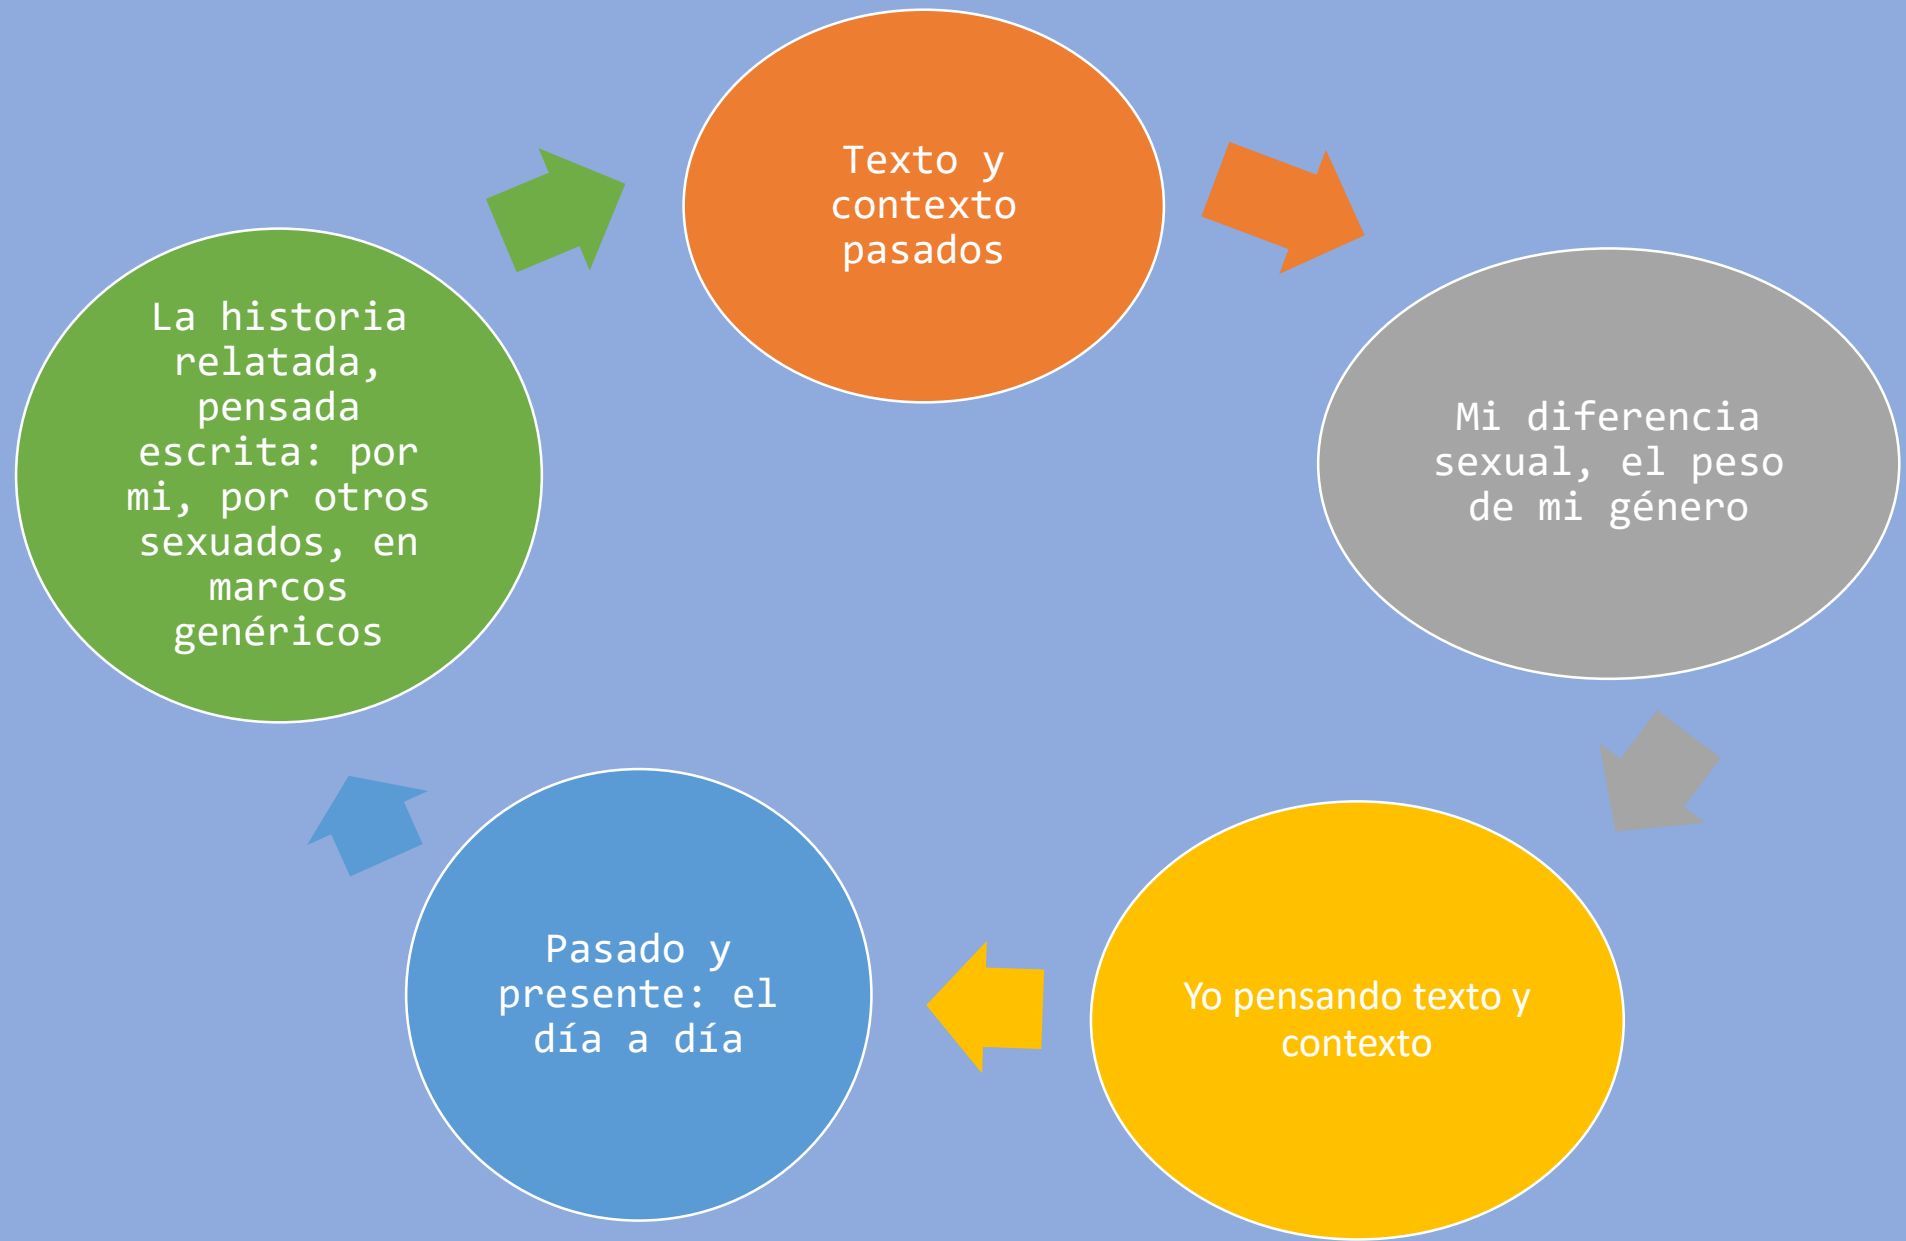 Texto y
contexto
pasados
Mi diferencia
sexual, el peso
de mi género
Yo pensando texto y
contexto
Pasado y
presente: el
día a día
La historia
relatada,
pensada
escrita: por
mi, por otros
sexuados, en
marcos
genéricos